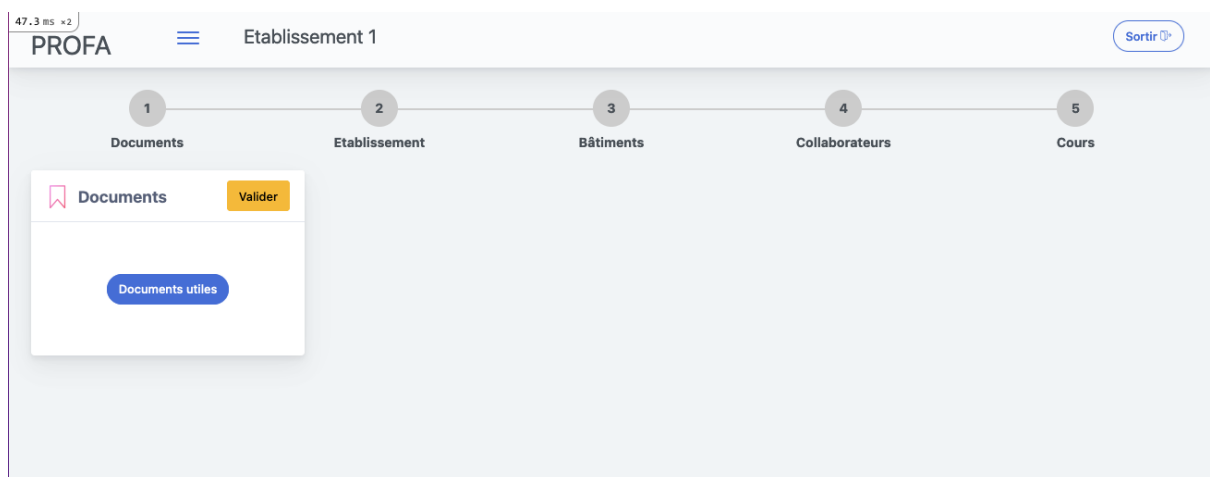 47.3 ms ×2
PROFA
Etablissement 1
Sortir
1
2
3
4
5
Documents
Etablissement
Bâtiments
Collaborateurs
Cours
Documents
Valider
Documents utiles